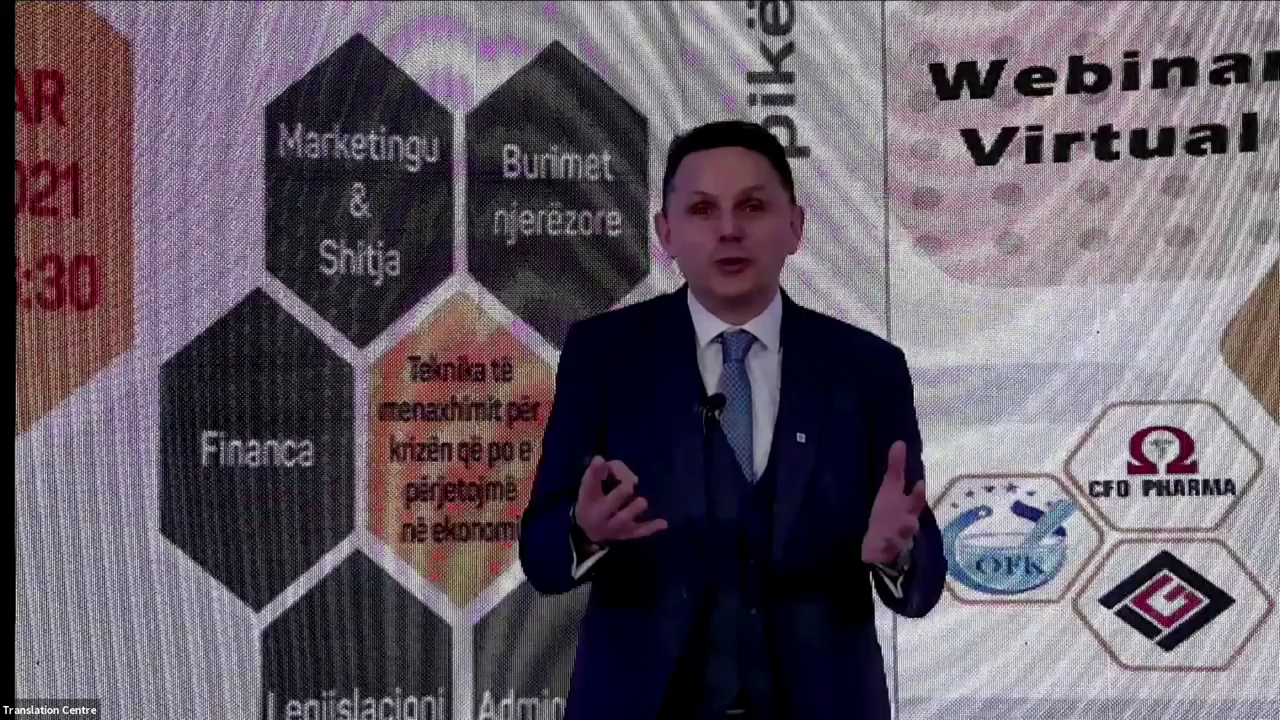 AR
021
:30
Marketingu
&
Shitja
Burimet
njerëzore
pikë
Webinar
Virtual
Financa
Teknika të
menaxhimit për
krizën që po e
përjetojmë
në ekonomi
CFO PHARMA
OFK
Legjislacioni
Admin
Translation Centre